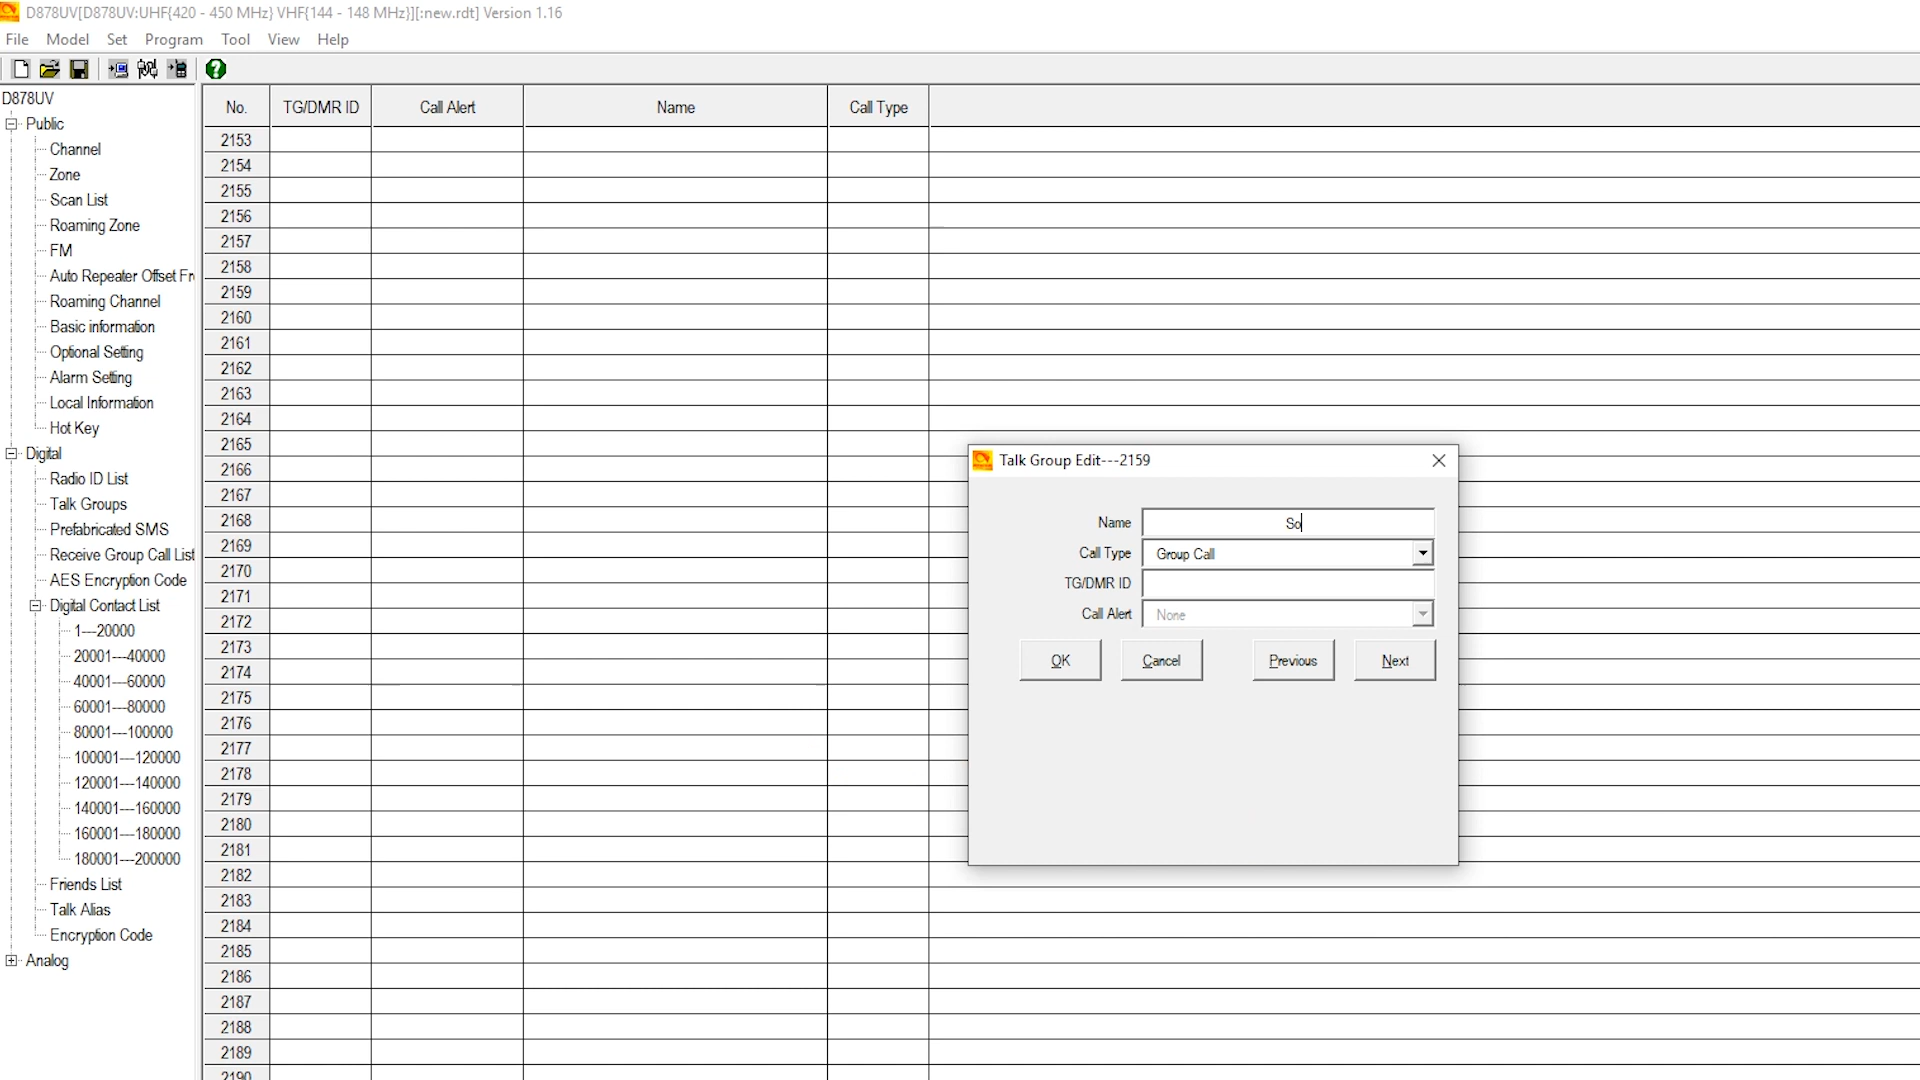 D878UV[D878UV:UHF{420 - 450 MHz} VHF{144 - 148 MHz}][:new.rdt] Version 1.16
File Model Set Program Tool View Help
D878UV
Public
Channel
Zone
Scan List
Roaming Zone
FM
Auto Repeater Offset Fr
Roaming Channel
Basic information
Optional Setting
Alarm Setting
Local Information
Hot Key
Digital
Radio ID List
Talk Groups
Prefabricated SMS
Receive Group Call List
AES Encryption Code
Digital Contact List
1---20000
20001---40000
40001---60000
60001---80000
80001---100000
100001---120000
120001---140000
140001---160000
160001---180000
180001---200000
Friends List
Talk Alias
Encryption Code
Analog
No. TG/DMR ID Call Alert Name Call Type
2153
2154
2155
2156
2157
2158
2159
2160
2161
2162
2163
2164
2165
2166
2167
2168
2169
2170
2171
2172
2173
2174
2175
2176
2177
2178
2179
2180
2181
2182
2183
2184
2185
2186
2187
2188
2189
2190
Talk Group Edit---2159
Name So
Call Type Group Call
TG/DMR ID
Call Alert None
OK Cancel Previous Next